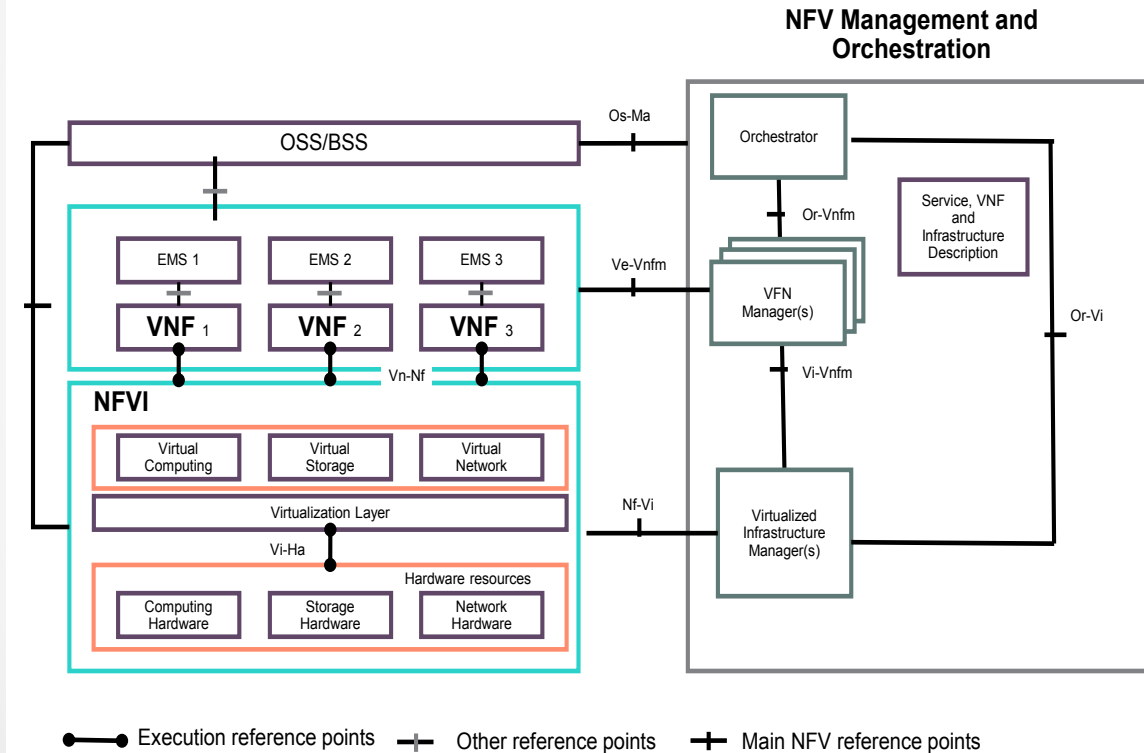 NFV Management and
Orchestration
Os-Ma
OSS/BSS
Orchestrator
Service, VNF
and
Infrastructure
Description
Or-Vnfm
EMS 1
EMS 2
EMS 3
Ve-Vnfm
VFN
Manager(s)
VNF 1
VNF 2
VNF 3
Or-Vi
Vn-Nf
Vi-Vnfm
NFVI
Virtual
Computing
Virtual
Storage
Virtual
Network
Virtualization Layer
Nf-Vi
Virtualized
Infrastructure
Manager(s)
Vi-Ha
Hardware resources
Computing
Hardware
Storage
Hardware
Network
Hardware
Execution reference points
Other reference points
Main NFV reference points